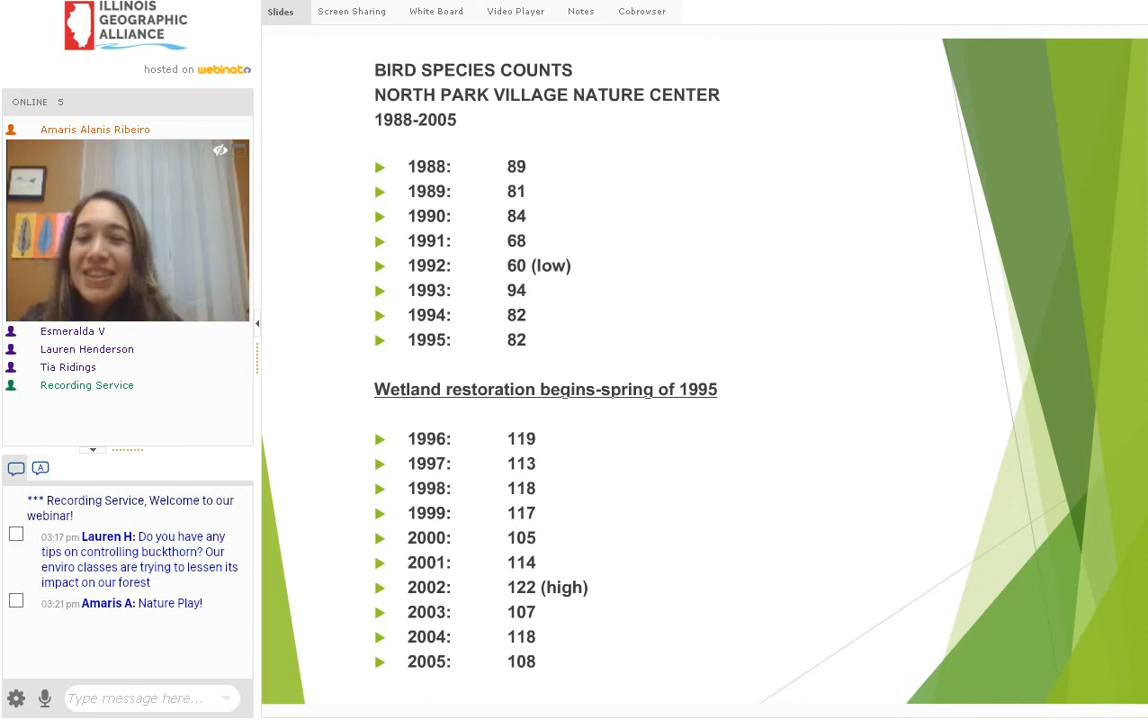 ILLINOIS
GEOGRAPHIC
ALLIANCE
hosted on webinato
ONLINE 5
Amaris Alanis Ribeiro
Esmeralda V
Lauren Henderson
Tia Ridings
Recording Service
A
*** Recording Service, Welcome to our
webinar!
03:17 pm Lauren H: Do you have any
tips on controlling buckthorn? Our
enviro classes are trying to lessen its
impact on our forest
03:21 pm Amaris A: Nature Play!
Type message here...
Slides Screen Sharing White Board Video Player Notes Cobrowser
BIRD SPECIES COUNTS
NORTH PARK VILLAGE NATURE CENTER
1988-2005
1988: 89
1989: 81
1990: 84
1991: 68
1992: 60 (low)
1993: 94
1994: 82
1995: 82
Wetland restoration begins-spring of 1995
1996: 119
1997: 113
1998: 118
1999: 117
2000: 105
2001: 114
2002: 122 (high)
2003: 107
2004: 118
2005: 108